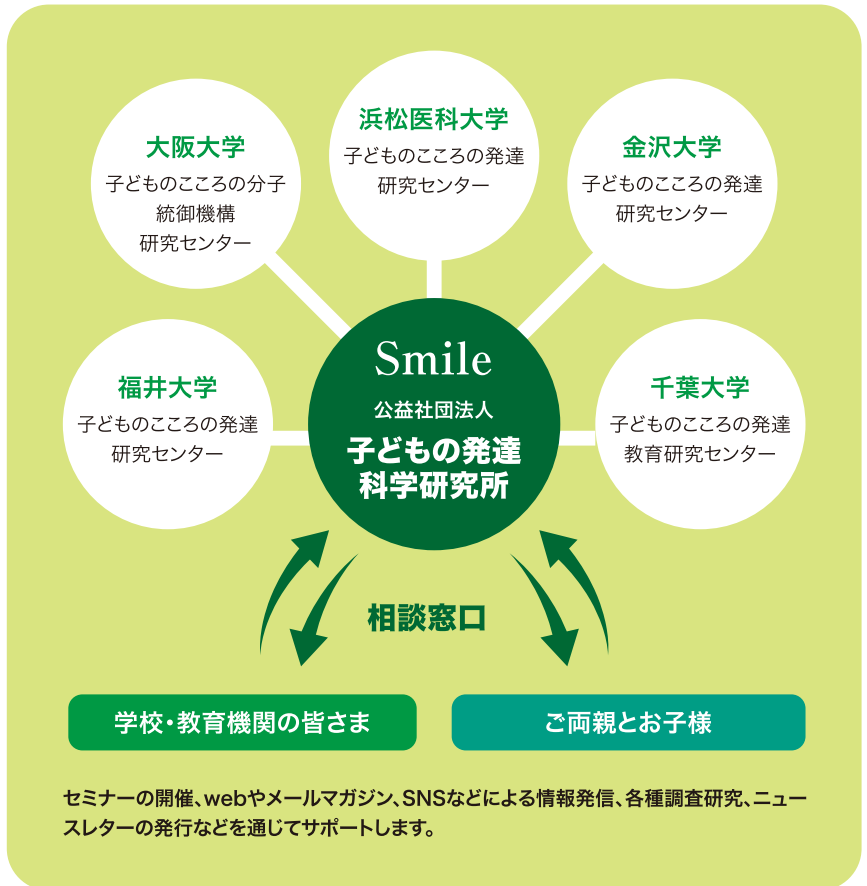 浜松医科大学
子どものこころの発達
研究センター
大阪大学
子どものこころの分子
統御機構
研究センター
金沢大学
子どものこころの発達
研究センター
福井大学
子どものこころの発達
研究センター
Smile
公益社団法人
子どもの発達
科学研究所
千葉大学
子どものこころの発達
教育研究センター
相談窓口
学校・教育機関の皆さま
ご両親とお子様
セミナーの開催、webやメールマガジン、SNSなどによる情報発信、各種調査研究、ニュー
スレターの発行などを通じてサポートします。